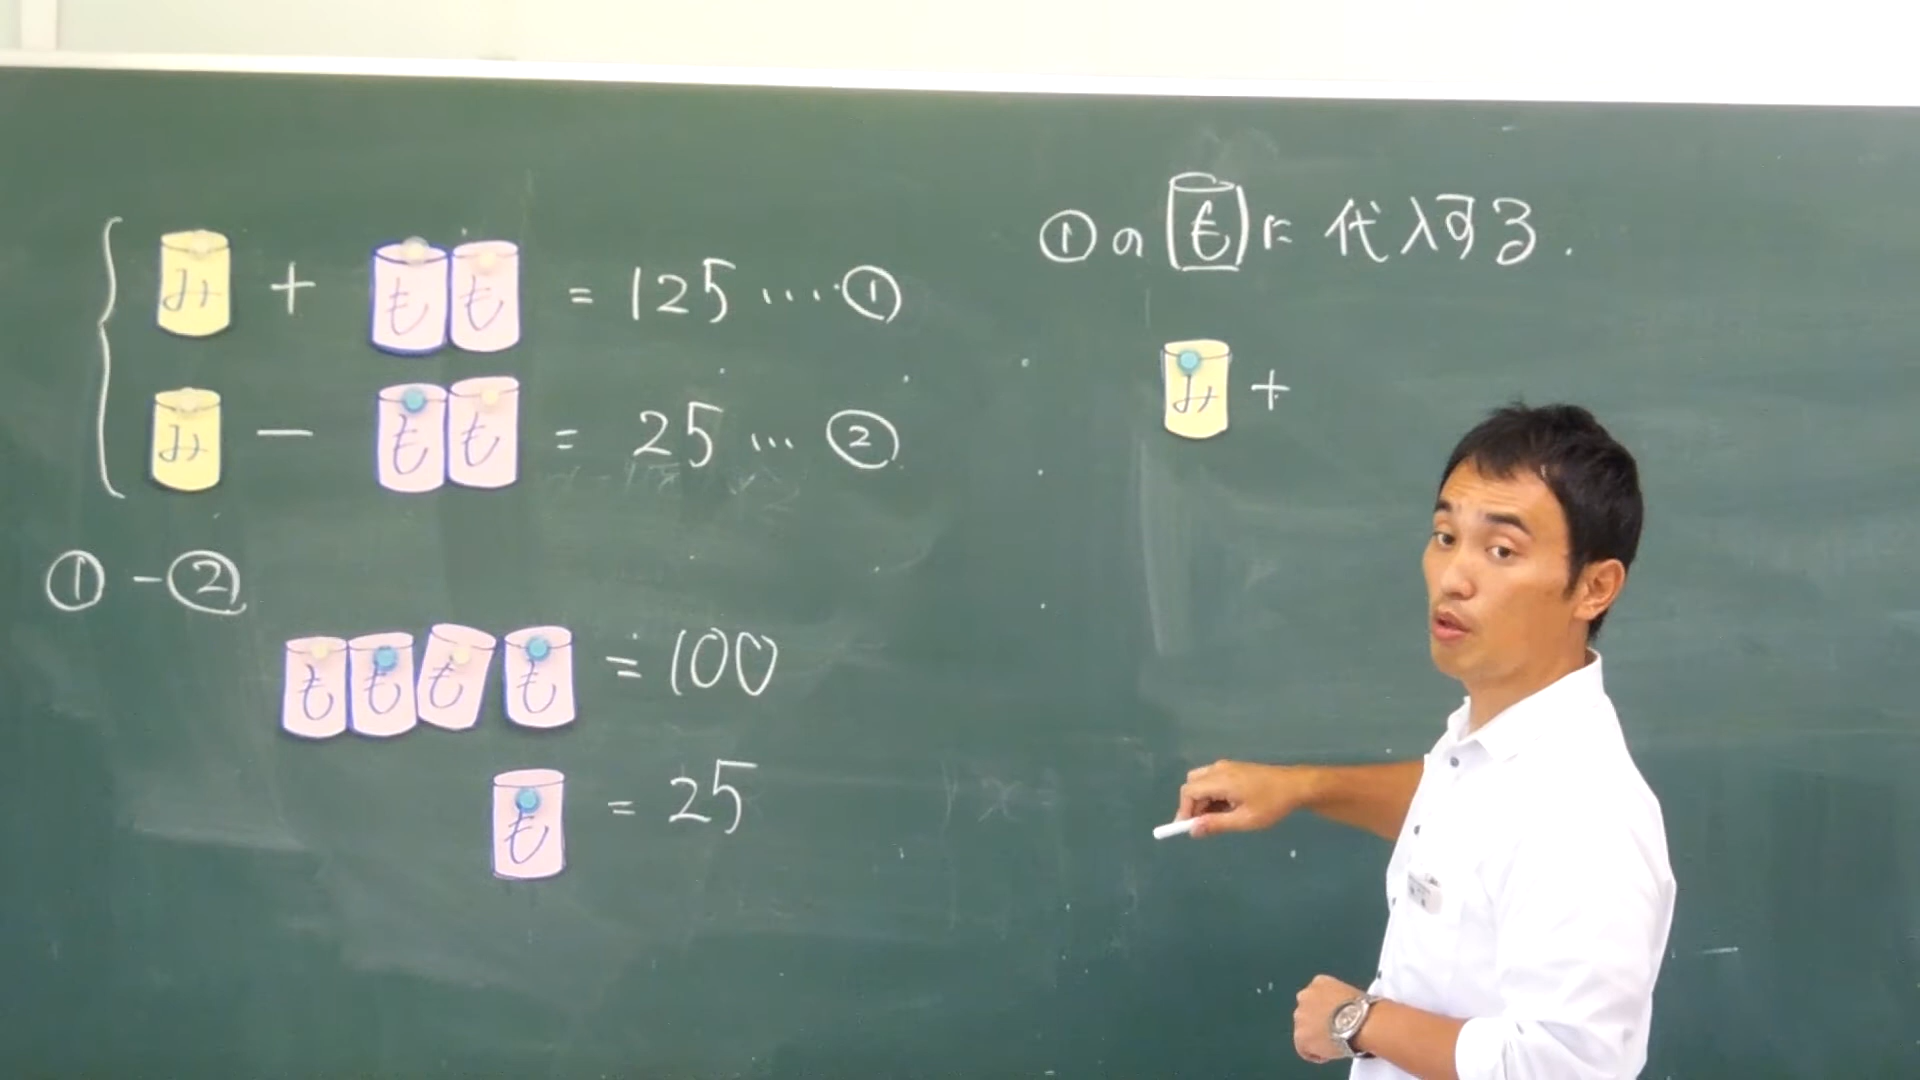 み + もも = 125 ････①
み － もも = 25 … ②
① － ②
もももも = 100
も = 25
①の も に 代入する.
み +